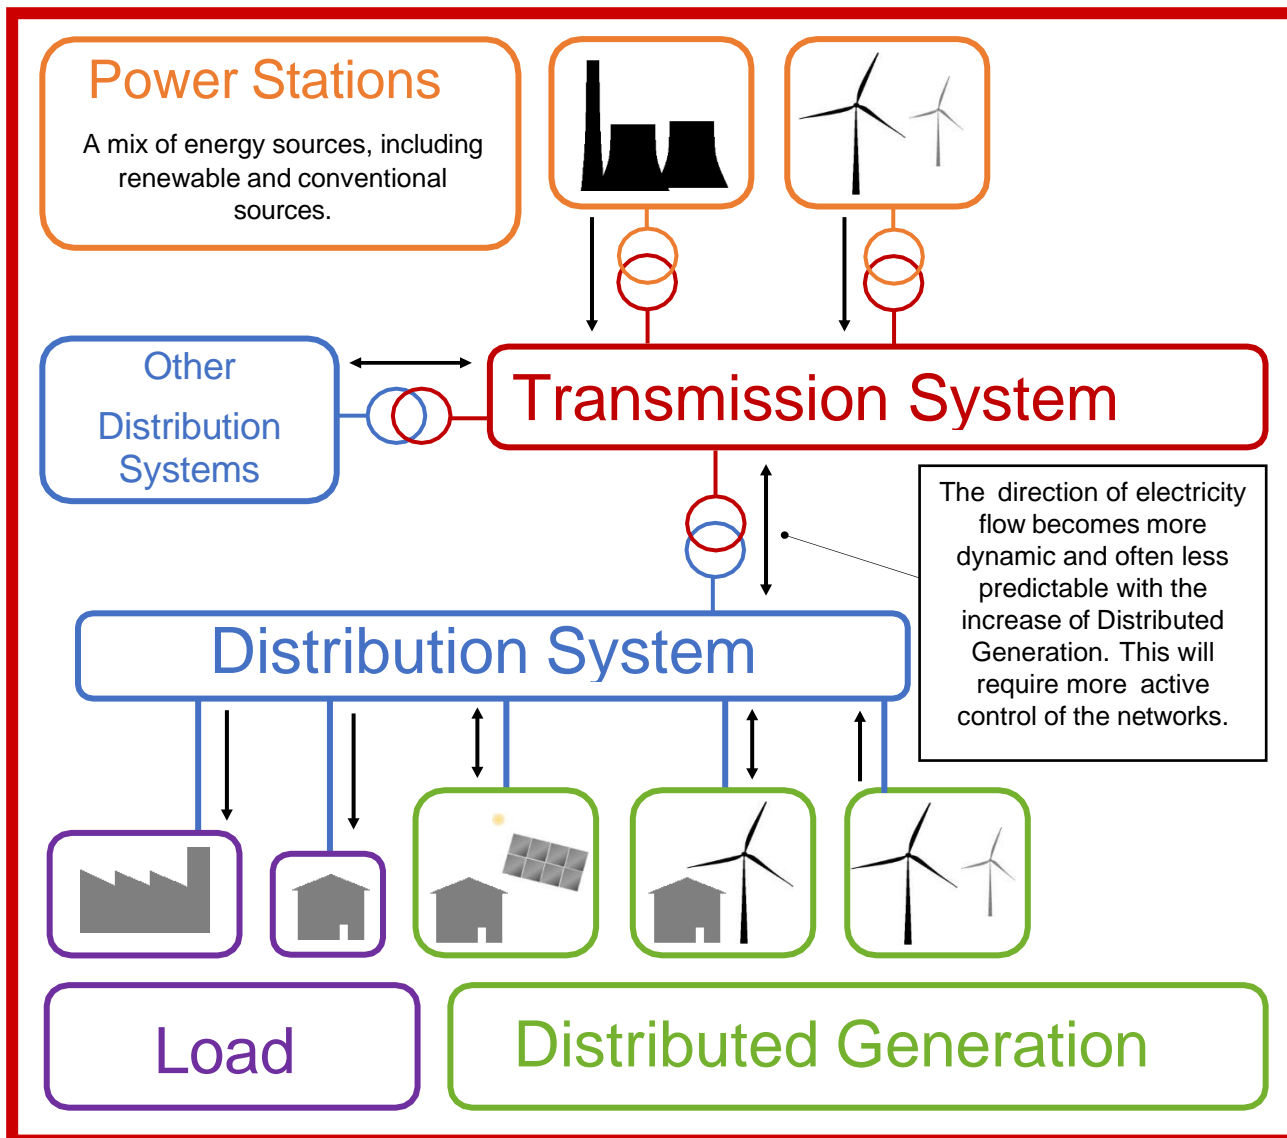 Power Stations
A mix of energy sources, including
renewable and conventional
sources.
Other
Distribution
Systems
Transmission System
The direction of electricity
flow becomes more
dynamic and often less
predictable with the
increase of Distributed
Generation. This will
require more active
control of the networks.
Distribution System
Load
Distributed Generation